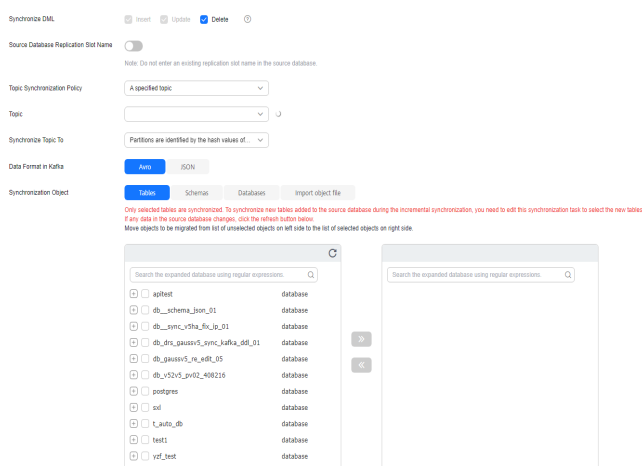 Synchronize DML
Insert Update Delete
Source Database Replication Slot Name
Note: Do not enter an existing replication slot name in the source database.
Topic Synchronization Policy A specified topic
Topic
Synchronize Topic To Partitions are identified by the hash values of...
Data Format in Kafka Avro JSON
Synchronization Object Tables Schemas Databases Import object file
Only selected tables are synchronized. To synchronize new tables added to the source database during the incremental synchronization, you need to edit this synchronization task to select the new tables
If any data in the source database changes, click the refresh button below.
Move objects to be migrated from list of unselected objects on left side to the list of selected objects on right side.
Search the expanded database using regular expressions. Search the expanded database using regular expressions.
apitest database
db__schema_json_01 database
db__sync_v5ha_fix_ip_01 database
db_drs_gaussv5_sync_kafka_ddl_01 database
db_gaussv5_re_edit_05 database
db_v52v5_pv02_408216 database
postgres database
sxl database
t_auto_db database
test1 database
yzf_test database